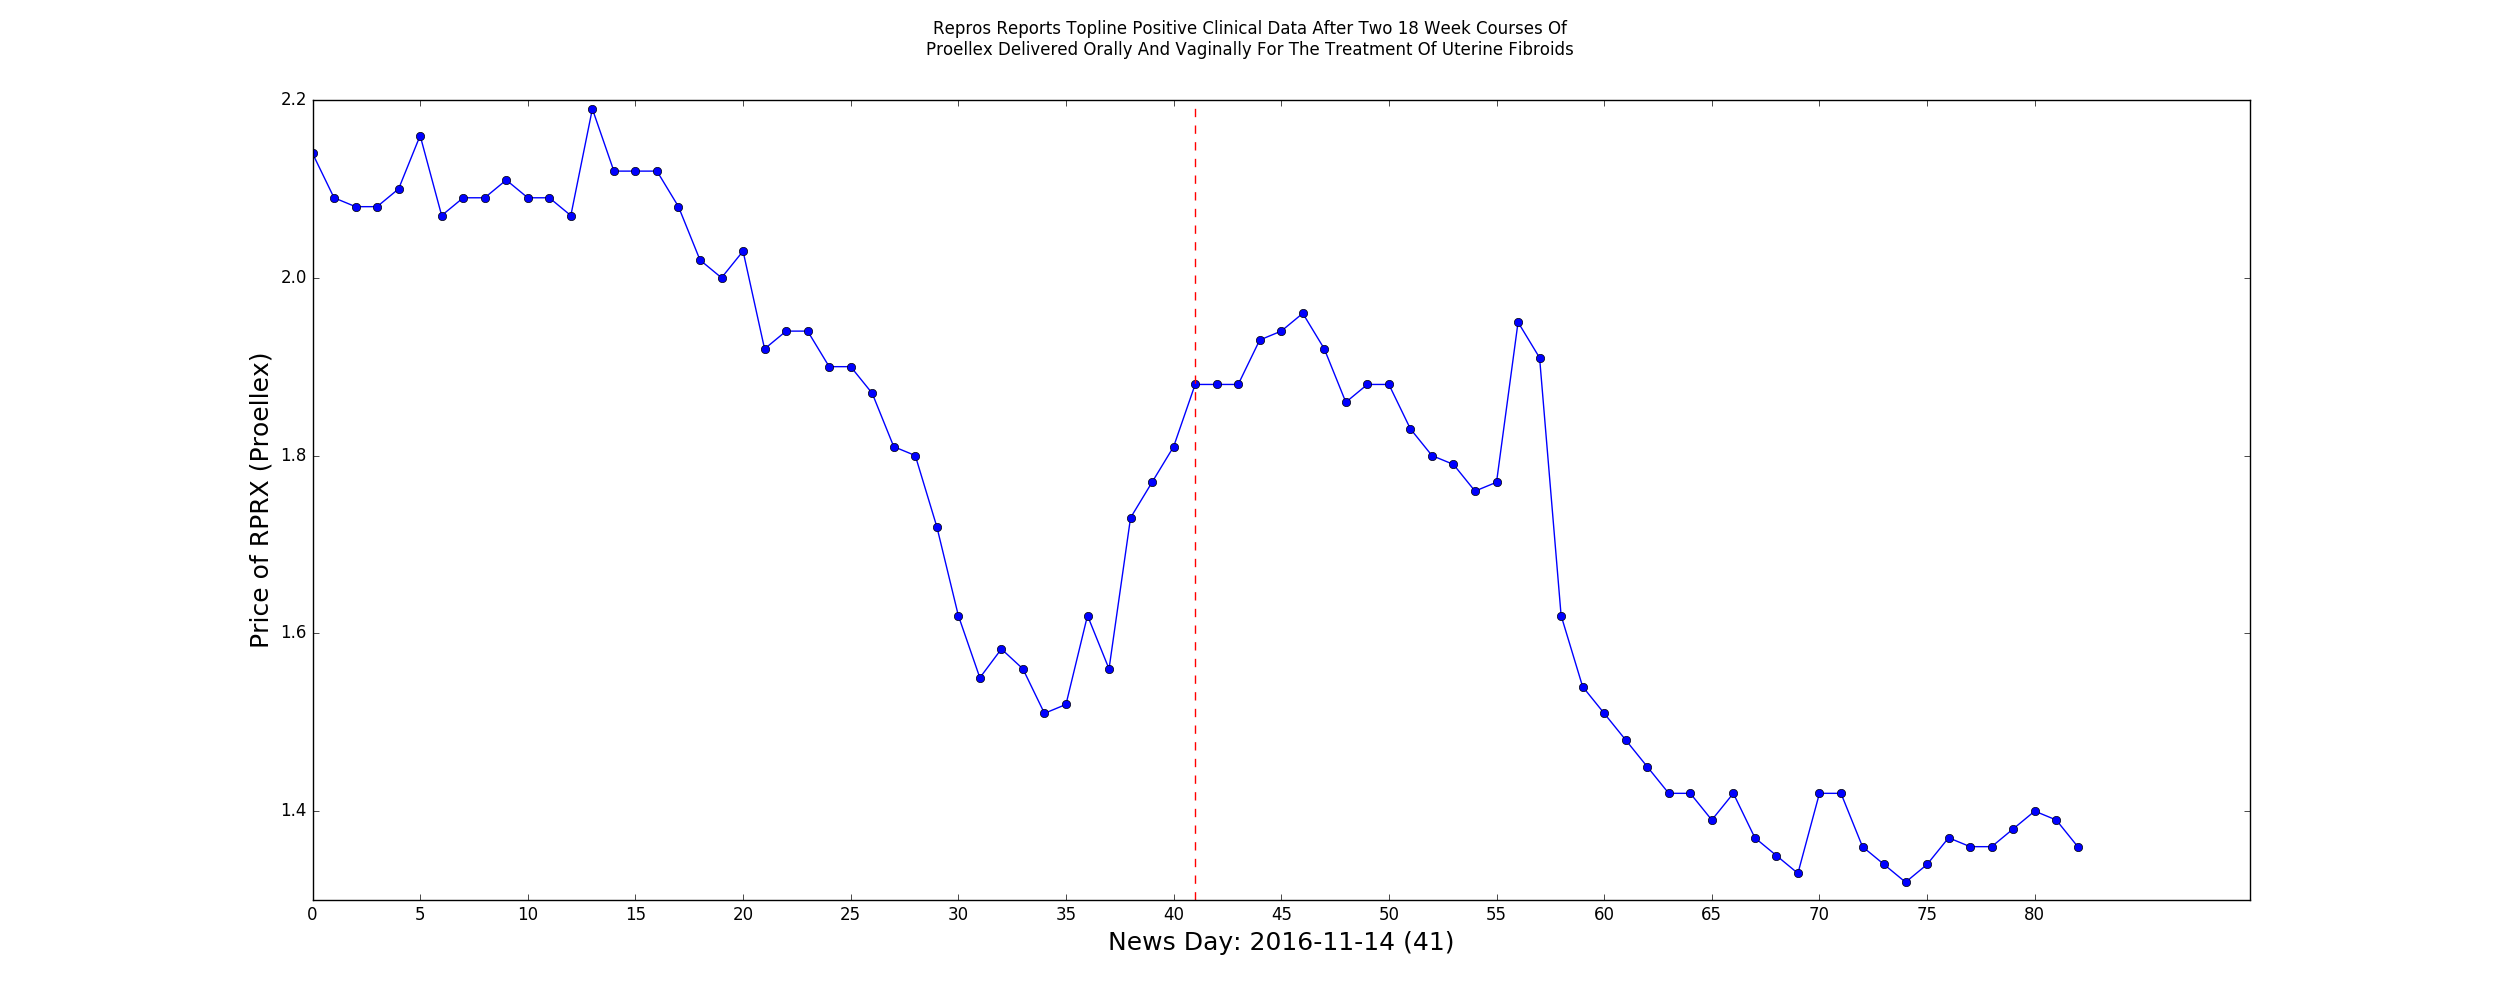 Repros Reports Topline Positive Clinical Data After Two 18 Week Courses Of
Proellex Delivered Orally And Vaginally For The Treatment Of Uterine Fibroids
2.2
2.0
1.8
1.6
1.4
Price of RPRX (Proellex)
0 5 10 15 20 25 30 35 40 45 50 55 60 65 70 75 80
News Day: 2016-11-14 (41)